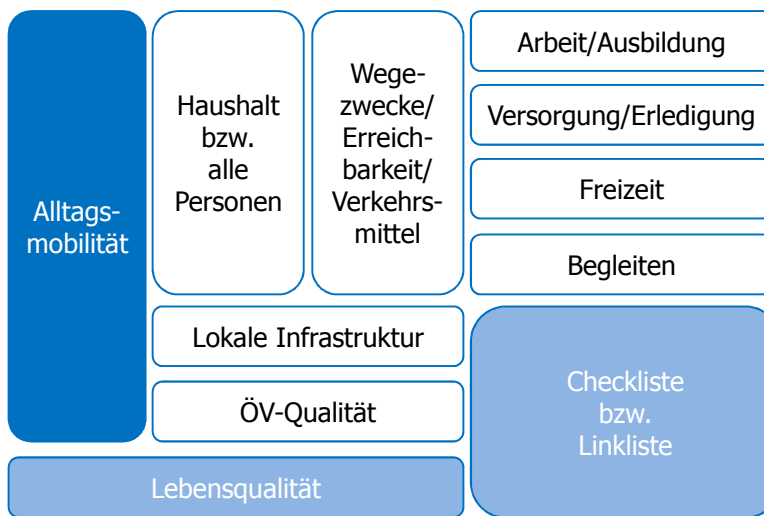 Alltags-
mobilität
Haushalt
bzw.
alle
Personen
Wege-
zwecke/
Erreich-
barkeit/
Verkehrs-
mittel
Arbeit/Ausbildung
Versorgung/Erledigung
Freizeit
Begleiten
Lokale Infrastruktur
ÖV-Qualität
Checkliste
bzw.
Linkliste
Lebensqualität